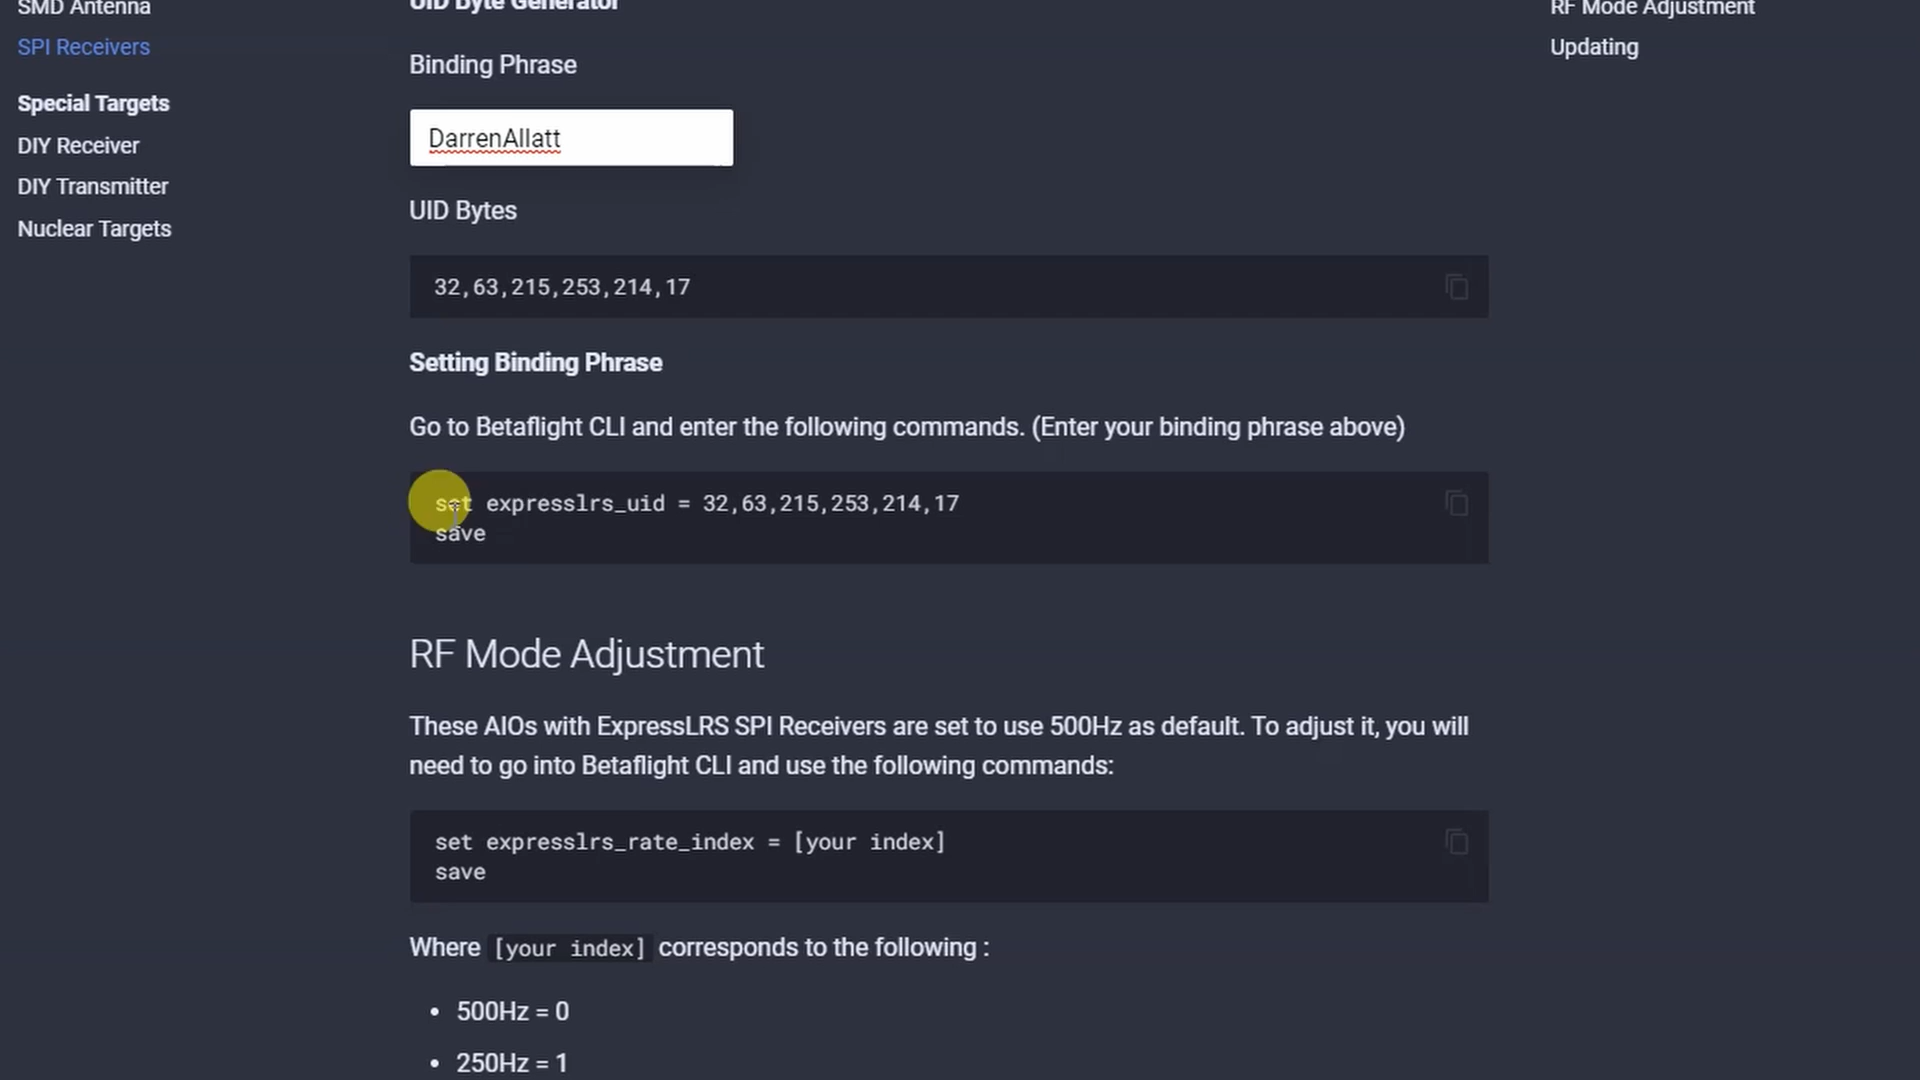 SMD Antenna
SPI Receivers
Special Targets
DIY Receiver
DIY Transmitter
Nuclear Targets
UID Byte Generator
Binding Phrase
DarrenAllatt
UID Bytes
32,63,215,253,214,17
Setting Binding Phrase
Go to Betaflight CLI and enter the following commands. (Enter your binding phrase above)
set expresslrs_uid = 32,63,215,253,214,17
save
RF Mode Adjustment
These AIOs with ExpressLRS SPI Receivers are set to use 500Hz as default. To adjust it, you will
need to go into Betaflight CLI and use the following commands:
set expresslrs_rate_index = [your index]
save
Where [your index] corresponds to the following :
• 500Hz = 0
• 250Hz = 1
RF Mode Adjustment
Updating